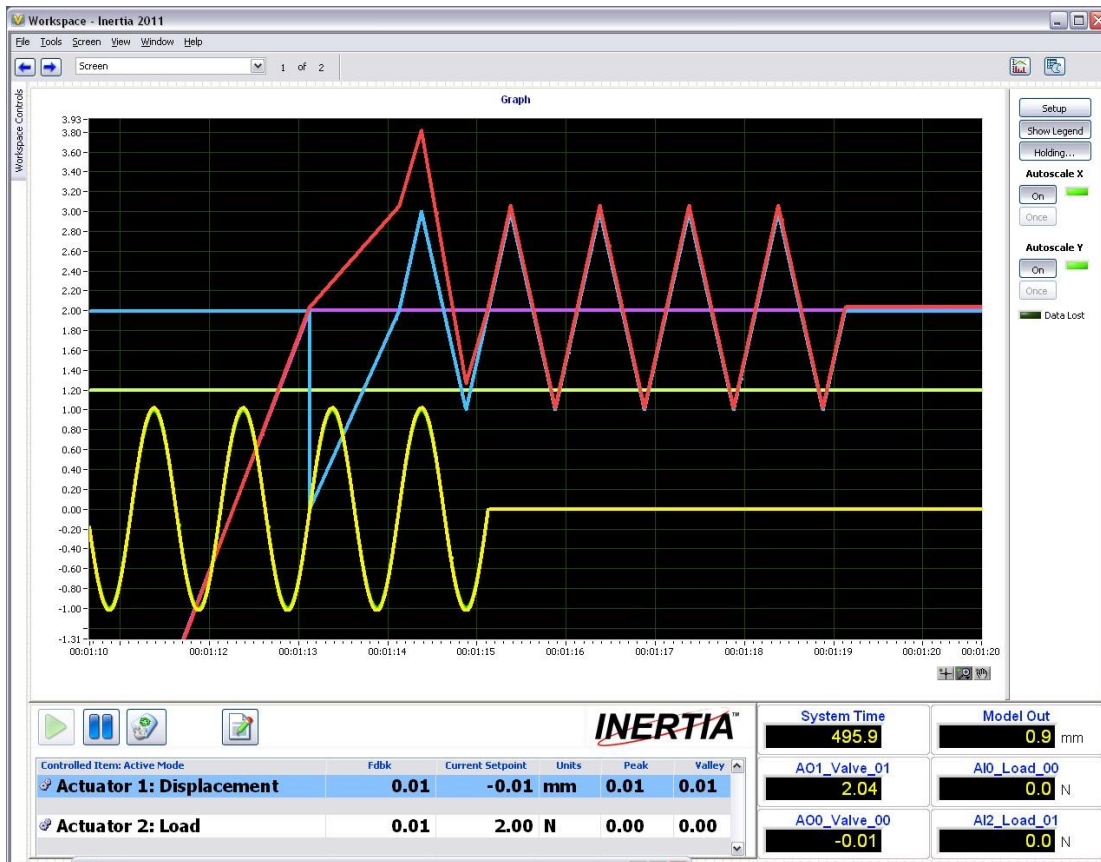 Workspace - Inertia 2011
File Tools Screen View Window Help
Screen 1 of 2
Workspace Controls
Graph
3.93
3.80
3.60
3.40
3.20
3.00
2.80
2.60
2.40
2.20
2.00
1.80
1.60
1.40
1.20
1.00
0.80
0.60
0.40
0.20
0.00
-0.20
-0.40
-0.60
-0.80
-1.00
-1.31
00:01:10 00:01:12 00:01:13 00:01:14 00:01:15 00:01:16 00:01:17 00:01:19 00:01:20 00:01:20
Setup
Show Legend
Holding...
Autoscale X
On
Once
Autoscale Y
On
Once
Data Lost
INERTIA™
Controlled Item: Active Mode Fdbk Current Setpoint Units Peak Valley
Actuator 1: Displacement 0.01 -0.01 mm 0.01 0.01
Actuator 2: Load 0.01 2.00 N 0.00 0.00
System Time
495.9
Model Out
0.9 mm
AO1_Valve_01
2.04
AI0_Load_00
0.0 N
AO0_Valve_00
-0.01
AI2_Load_01
0.0 N